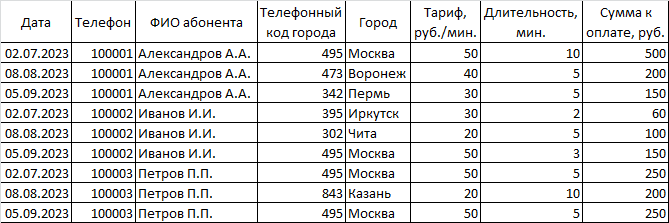 Дата Телефон ФИО абонента Телефонный код города Город Тариф, руб./мин. Длительность, мин. Сумма к оплате, руб.
02.07.2023 100001 Александров А.А. 495 Москва 50 10 500
08.08.2023 100001 Александров А.А. 473 Воронеж 40 5 200
05.09.2023 100001 Александров А.А. 342 Пермь 30 5 150
02.07.2023 100002 Иванов И.И. 395 Иркутск 30 2 60
08.08.2023 100002 Иванов И.И. 302 Чита 20 5 100
05.09.2023 100002 Иванов И.И. 495 Москва 50 3 150
02.07.2023 100003 Петров П.П. 495 Москва 50 5 250
08.08.2023 100003 Петров П.П. 843 Казань 20 10 200
05.09.2023 100003 Петров П.П. 495 Москва 50 5 250